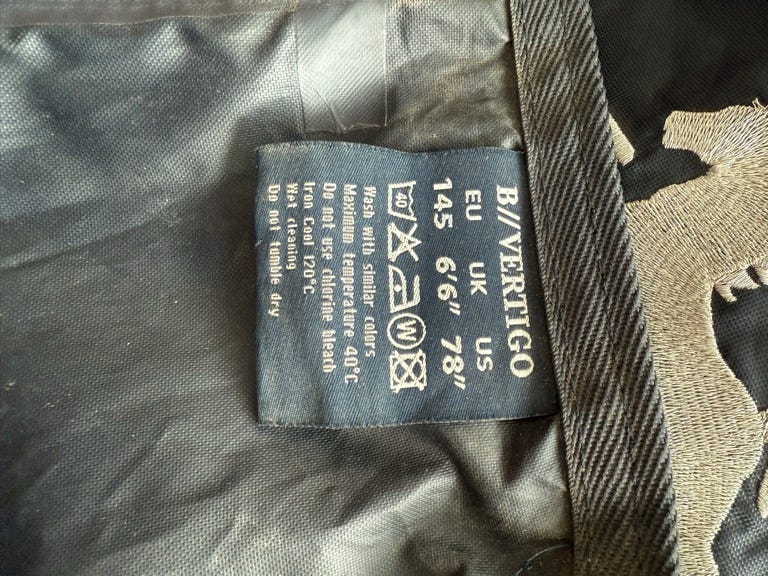 B//VERTIGO
EU UK US
145 6'6" 78"
40 W
Wash with similar colors
Maximum temperature 40°C
Do not use chlorine bleach
Iron Cool 120°C
Wet cleaning
Do not tumble dry